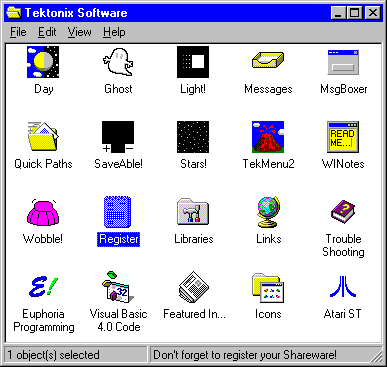 Tektonix Software
File Edit View Help
Day Ghost Light! Messages MsgBoxer
READ
ME...!
Quick Paths SaveAble! Stars! TekMenu2 WINotes
Wobble! Register Libraries Links Trouble
Shooting
E!
32
Euphoria
Programming
Visual Basic
4.0 Code
Featured In...
Icons
Atari ST
1 object(s) selected
Don't forget to register your Shareware!